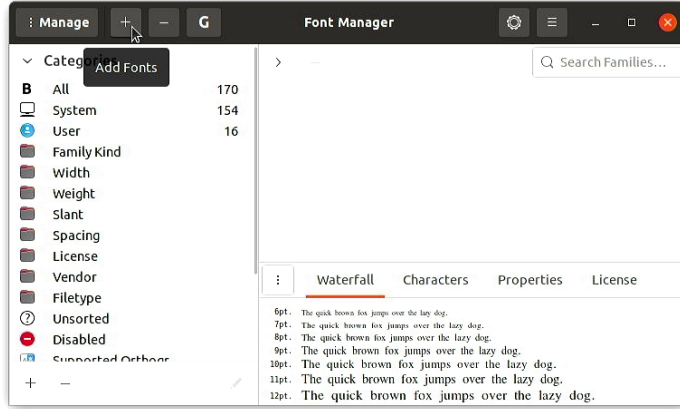 Manage
G
Font Manager
Add Fonts
Categories
Search Families...
B All 170
System 154
User 16
Family Kind
Width
Weight
Slant
Spacing
License
Vendor
Filetype
Unsorted
Disabled
Supported Orthogr
Waterfall Characters Properties License
6pt. The quick brown fox jumps over the lazy dog.
7pt. The quick brown fox jumps over the lazy dog.
8pt. The quick brown fox jumps over the lazy dog.
9pt. The quick brown fox jumps over the lazy dog.
10pt. The quick brown fox jumps over the lazy dog.
11pt. The quick brown fox jumps over the lazy dog.
12pt. The quick brown fox jumps over the lazy dog.